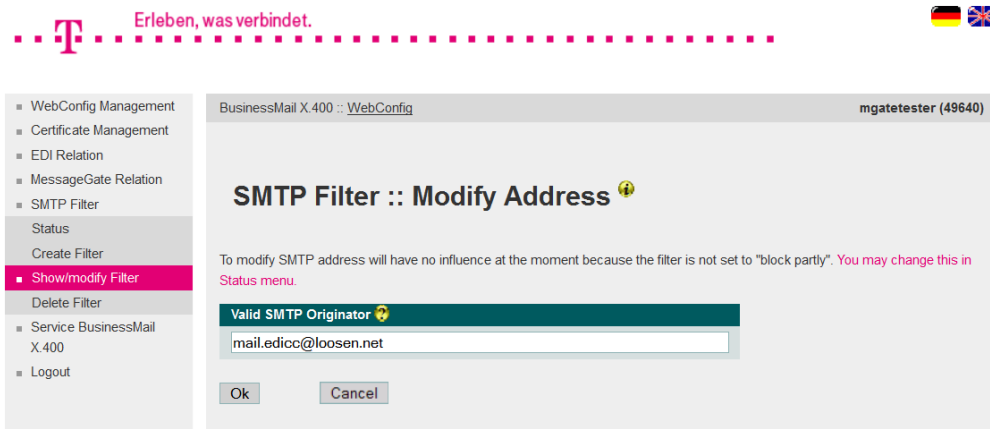 Erleben, was verbindet.
T
WebConfig Management
Certificate Management
EDI Relation
MessageGate Relation
SMTP Filter
Status
Create Filter
Show/modify Filter
Delete Filter
Service BusinessMail
X.400
Logout
BusinessMail X.400 :: WebConfig
mgatetester (49640)
SMTP Filter :: Modify Address
To modify SMTP address will have no influence at the moment because the filter is not set to "block partly". You may change this in
Status menu.
Valid SMTP Originator
mail.edicc@loosen.net
Ok
Cancel